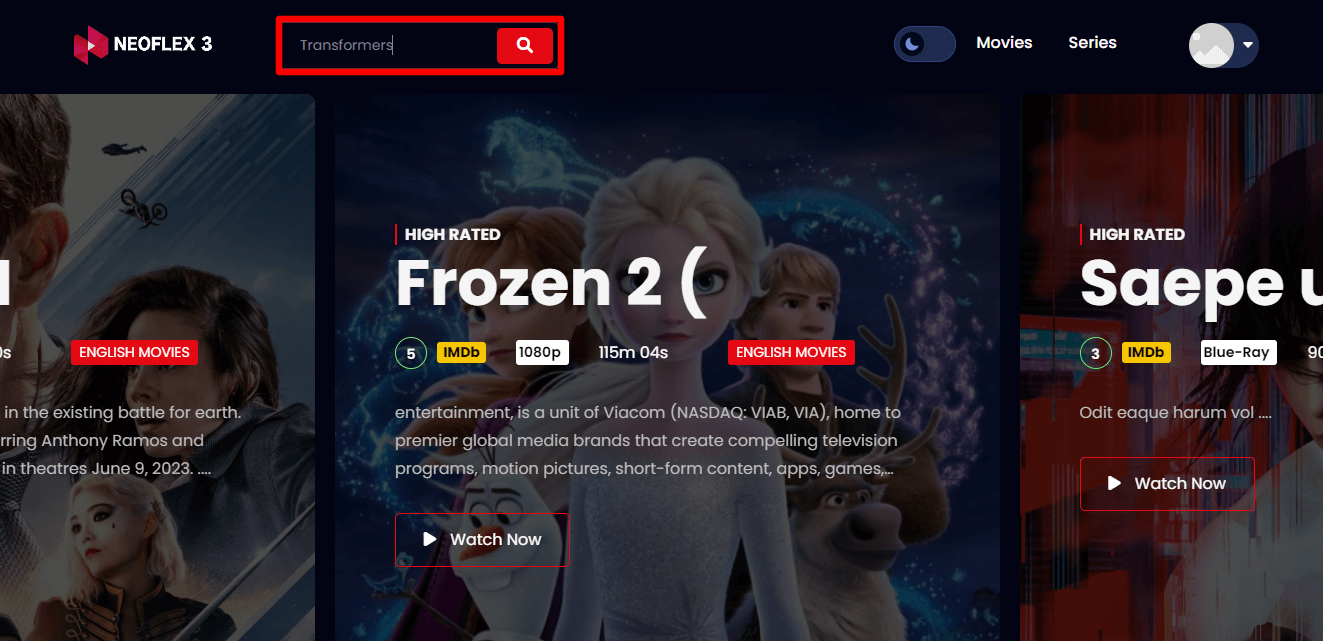 NEOFLEX 3
Transformers
Movies
Series
in the existing battle for earth.
Anthony Ramos and
in theatres June 9, 2023. ....
ENGLISH MOVIES
HIGH RATED
Frozen 2 (
5 IMDb 1080p 115m 04s ENGLISH MOVIES
entertainment, is a unit of Viacom (NASDAQ: VIAB, VIA), home to
premier global media brands that create compelling television
programs, motion pictures, short-form content, apps, games,...
Watch Now
HIGH RATED
Saepe
3 IMDb Blue-Ray
Odit eaque harum vol ....
Watch Now